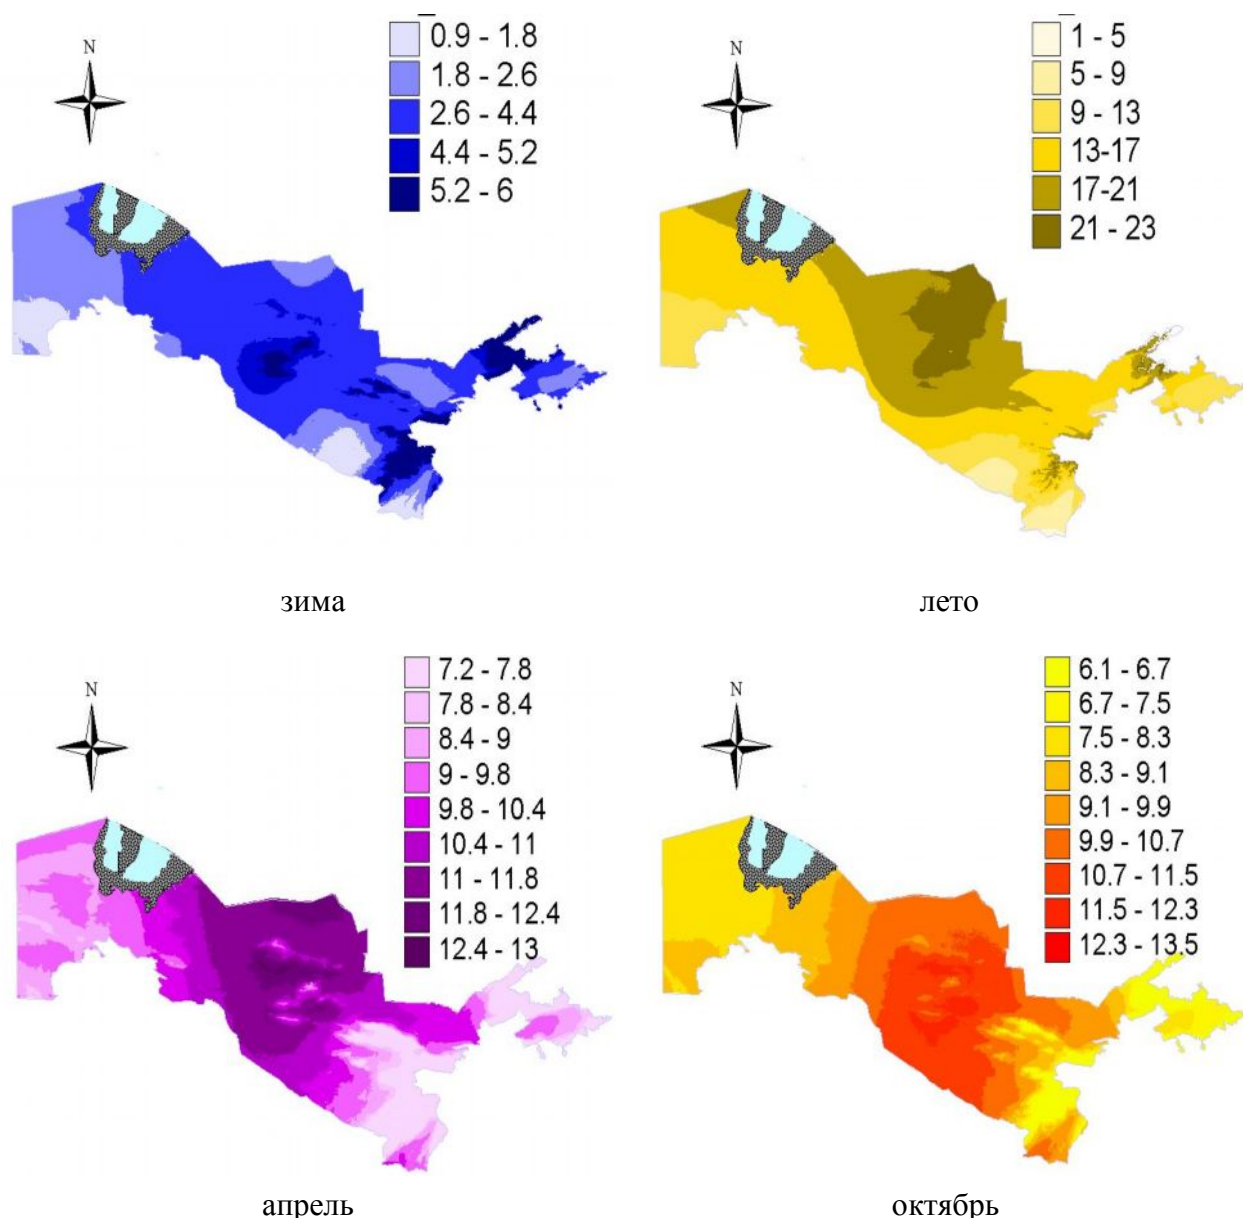 N
0.9 - 1.8
1.8 - 2.6
2.6 - 4.4
4.4 - 5.2
5.2 - 6
зима
N
1 - 5
5 - 9
9 - 13
13-17
17-21
21 - 23
лето
N
7.2 - 7.8
7.8 - 8.4
8.4 - 9
9 - 9.8
9.8 - 10.4
10.4 - 11
11 - 11.8
11.8 - 12.4
12.4 - 13
апрель
N
6.1 - 6.7
6.7 - 7.5
7.5 - 8.3
8.3 - 9.1
9.1 - 9.9
9.9 - 10.7
10.7 - 11.5
11.5 - 12.3
12.3 - 13.5
октябрь